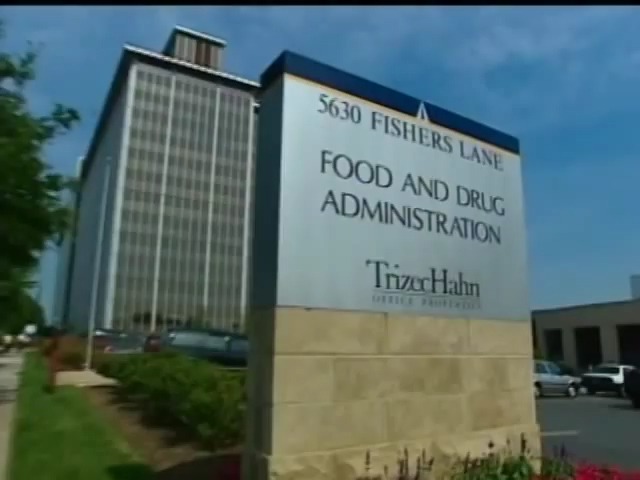 5630 FISHERS LANE
FOOD AND DRUG
ADMINISTRATION
TrizecHahn
OFFICE PROPERTIES